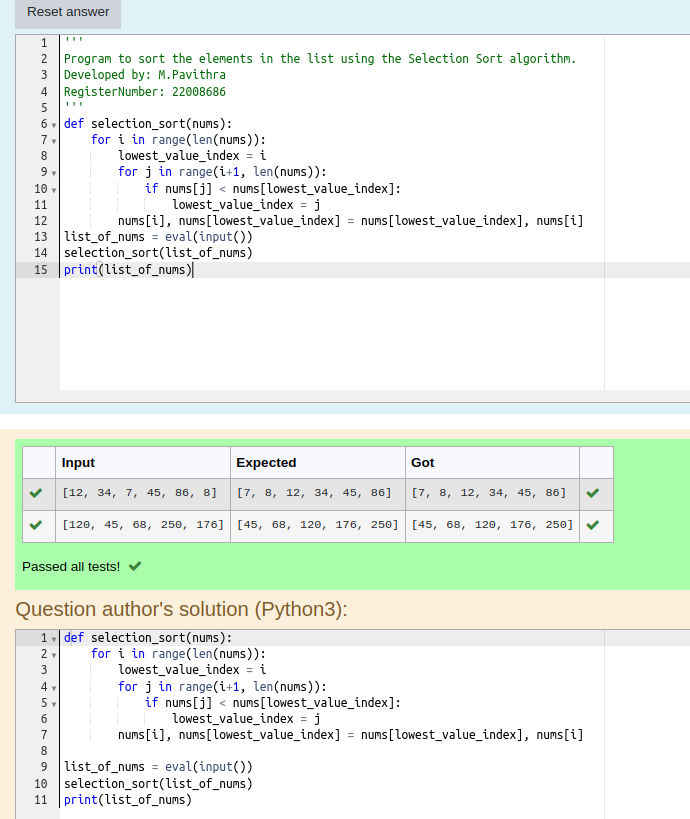 Reset answer
1 '''
2 Program to sort the elements in the list using the Selection Sort algorithm.
3 Developed by: M.Pavithra
4 RegisterNumber: 22008686
5 '''
6 def selection_sort(nums):
7     for i in range(len(nums)):
8         lowest_value_index = i
9         for j in range(i+1, len(nums)):
10             if nums[j] < nums[lowest_value_index]:
11                 lowest_value_index = j
12         nums[i], nums[lowest_value_index] = nums[lowest_value_index], nums[i]
13 list_of_nums = eval(input())
14 selection_sort(list_of_nums)
15 print(list_of_nums)
Input Expected Got
[12, 34, 7, 45, 86, 8] [7, 8, 12, 34, 45, 86] [7, 8, 12, 34, 45, 86]
[120, 45, 68, 250, 176] [45, 68, 120, 176, 250] [45, 68, 120, 176, 250]
Passed all tests!
Question author's solution (Python3):
1 def selection_sort(nums):
2     for i in range(len(nums)):
3         lowest_value_index = i
4         for j in range(i+1, len(nums)):
5             if nums[j] < nums[lowest_value_index]:
6                 lowest_value_index = j
7         nums[i], nums[lowest_value_index] = nums[lowest_value_index], nums[i]
8
9 list_of_nums = eval(input())
10 selection_sort(list_of_nums)
11 print(list_of_nums)